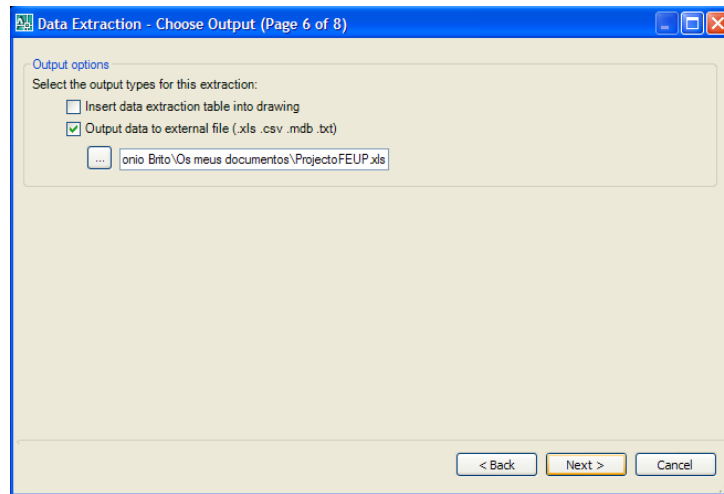 Data Extraction - Choose Output (Page 6 of 8)
Output options
Select the output types for this extraction:
Insert data extraction table into drawing
Output data to external file (.xls .csv .mdb .txt)
... onio Brito\Os meus documentos\ProjectoFEUP.xls
< Back Next > Cancel